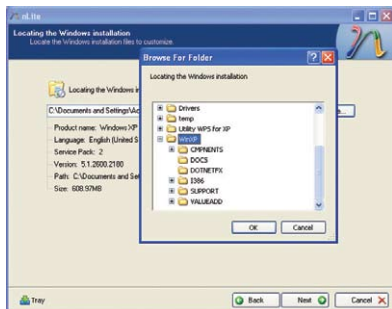 nLite
Locating the Windows installation
Locate the Windows installation files to customize
Locating the Windows
C:\Documents and Settings\
Product name: Windows XP
Language: English (United S
Service Pack: 2
Version: 5.1.2600.2180
Path: C:\Documents and Set
Size: 608.97MB
Browse For Folder
Locating the Windows installation
Drivers
temp
Utility WPS for XP
WinXP
CMPNENTS
DOCS
DOTNETFX
I386
SUPPORT
VALUEADD
OK
Cancel
Tray
Back
Next
Cancel